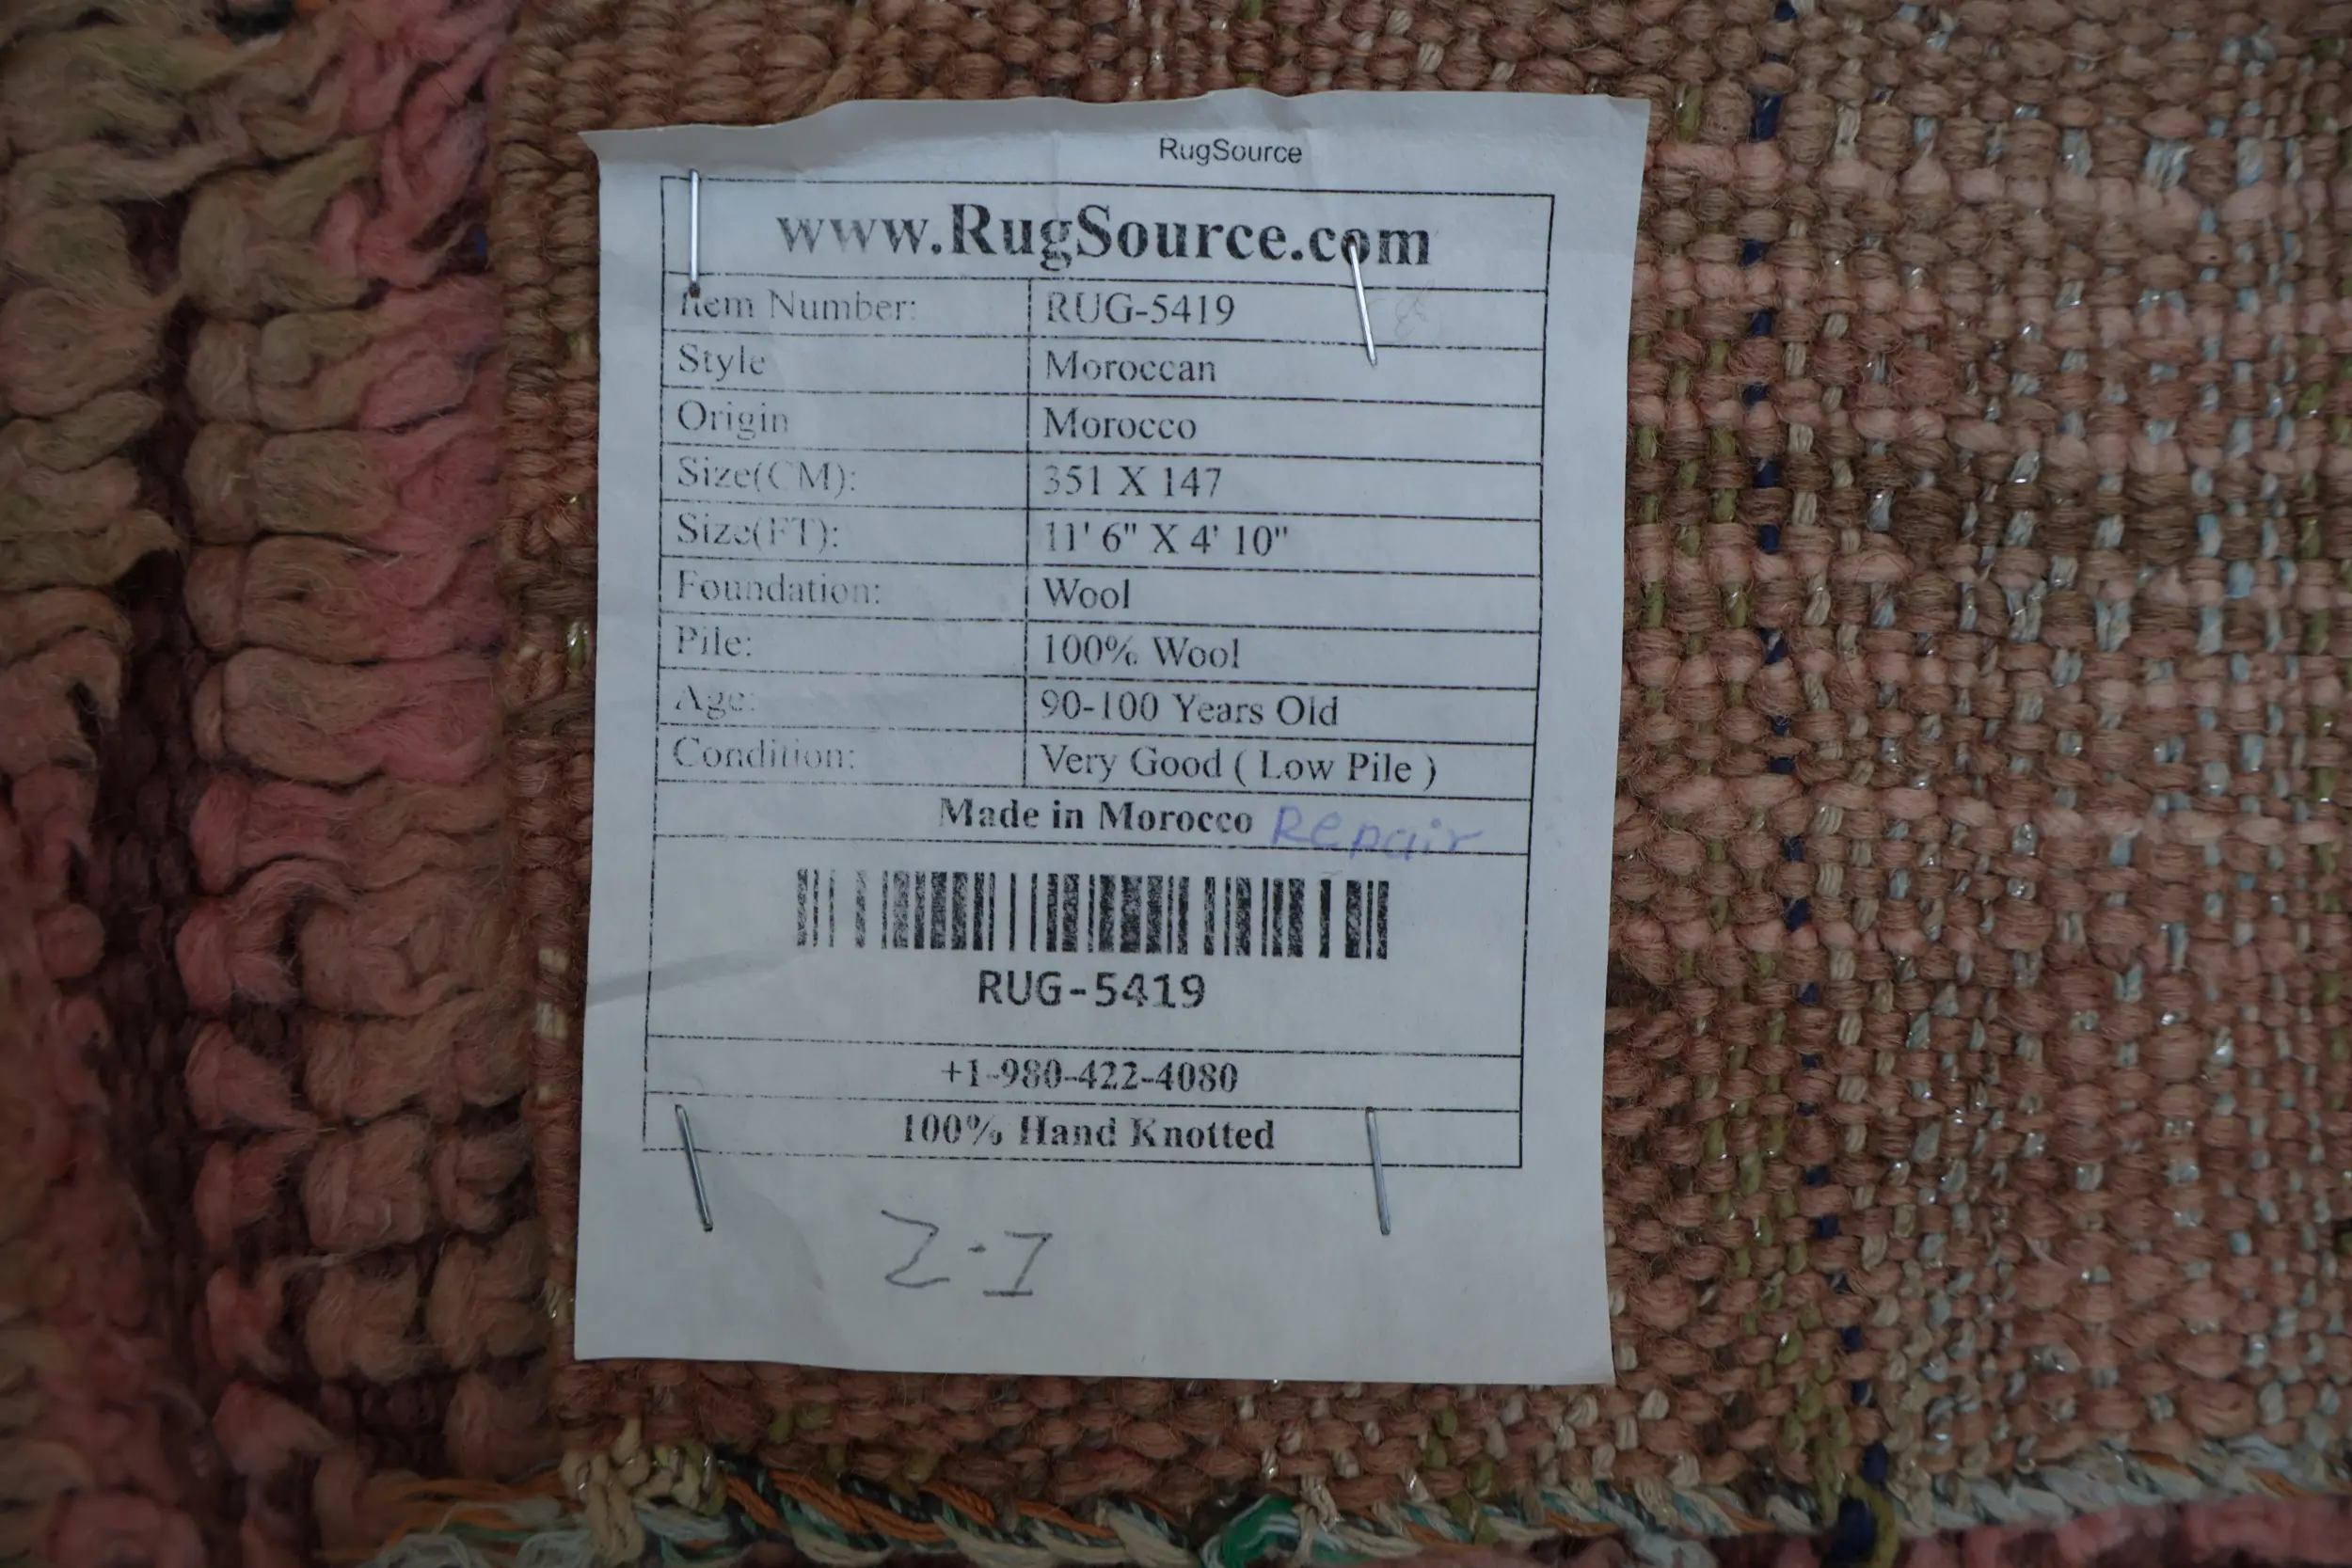 RugSource
www.RugSource.com
Item Number: RUG-5419
Style Moroccan
Origin Morocco
Size(CM): 351 X 147
Size(FT): 11' 6" X 4' 10"
Foundation: Wool
Pile: 100% Wool
Age: 90-100 Years Old
Condition: Very Good ( Low Pile )
Made in Morocco Repair
RUG-5419
+1-980-422-4080
100% Hand Knotted